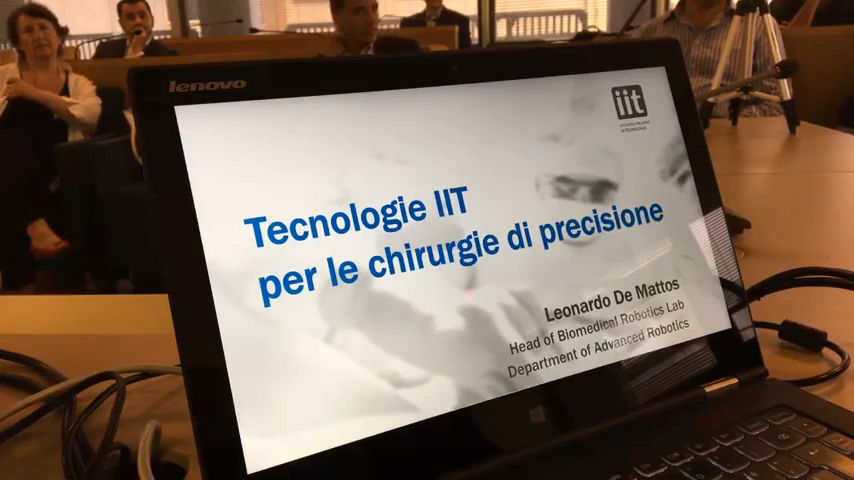 lenovo
iit
Tecnologie IIT
per le chirurgie di precisione
Leonardo De Mattos
Head of Biomedical Robotics Lab
Department of Advanced Robotics